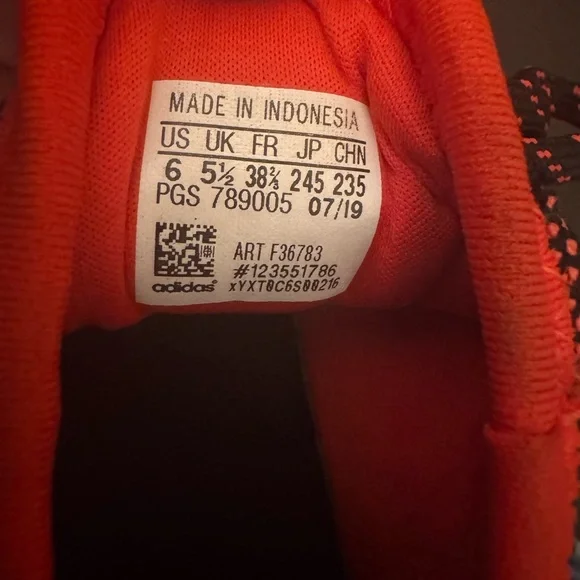 MADE IN INDONESIA
US UK FR JP CHN
6 5½ 38⅔ 245 235
PGS 789005 07/19
ART F36783
#123551786
adidas® xYXT0C6S00216